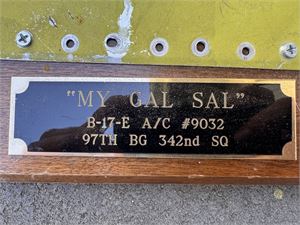 "MY GAL SAL"
B-17-E A/C #9032
97TH BG 342nd SQ